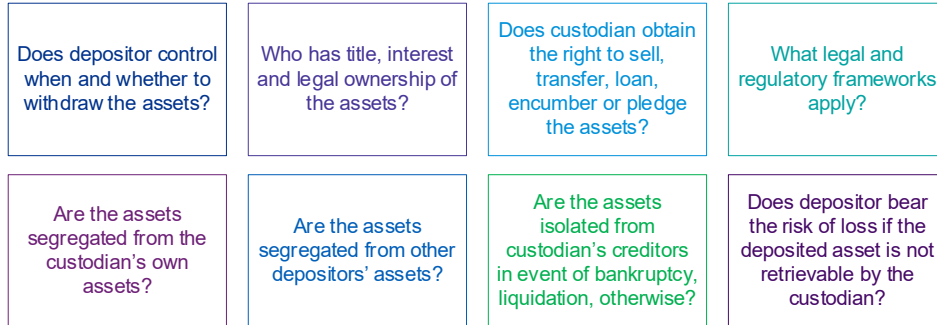 Does depositor control
when and whether to
withdraw the assets?
Who has title, interest
and legal ownership of
the assets?
Does custodian obtain
the right to sell,
transfer, loan,
encumber or pledge
the assets?
What legal and
regulatory frameworks
apply?
Are the assets
segregated from the
custodian's own
assets?
Are the assets
segregated from other
depositors' assets?
Are the assets
isolated from
custodian's creditors
in event of bankruptcy,
liquidation, otherwise?
Does depositor bear
the risk of loss if the
deposited asset is not
retrievable by the
custodian?